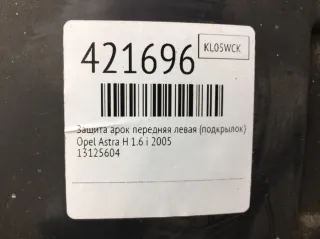 421696
KL05WCK
Защита арок передняя левая (подкрылок)
Opel Astra H 1.6 i 2005
13125604